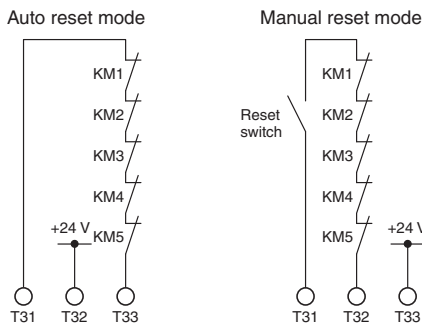 Auto reset mode
KM1
KM2
KM3
KM4
+24 V
KM5
T31
T32
T33
Manual reset mode
KM1
KM2
Reset
switch
KM3
KM4
+24 V
KM5
T31
T32
T33